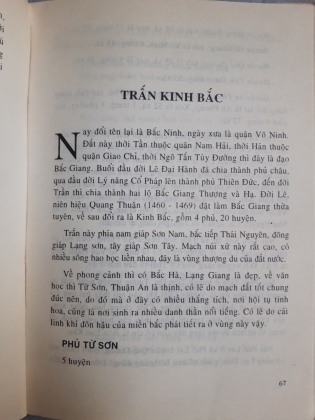 TRẤN KINH BẮC
Nay đổi tên lại là Bắc Ninh, ngày xưa là quận Vô Ninh.
Đất này thời Tần thuộc quận Nam Hải, thời Hán thuộc
quận Giao Chỉ, thời Ngô Tấn Tùy Đường thì đây là đạo
Bắc Giang. Buổi đầu đời Lê Đại Hành đã chia thành phủ châu,
qua đầu đời Lý nâng Cổ Pháp lên thành phủ Thiên Đức, đến đời
Trần thì chia thành hai lộ Bắc Giang Thượng và Hạ. Đời Lê,
niên hiệu Quang Thuận (1460 - 1469) đặt làm Bắc Giang thừa
tuyên, về sau đổi ra là Kinh Bắc, gồm 4 phủ, 20 huyện.
Trấn này phía nam giáp Sơn Nam, bắc tiếp Thái Nguyên, đông
giáp Lạng sơn, tây giáp Sơn Tây. Mạch núi xứ này rất cao, có
nhiều sông bao bọc liền nhau, đây là vùng thượng du của đất nước.
Về phong cảnh thì có Bắc Hà, Lạng Giang là đẹp, về văn
học thì Từ Sơn, Thuận An là thịnh, có lẽ do mạch đất tốt chung
đúc nên, do đó mà ở đây có nhiều thắng tích, nơi hội tụ tinh
hoa, cũng là nơi sinh ra nhiều danh thần nổi tiếng. Có lẽ do cái
linh khí đôn hậu của miền bắc phát tiết ra ở vùng này vậy.
PHỦ TỪ SƠN
5 huyện
67